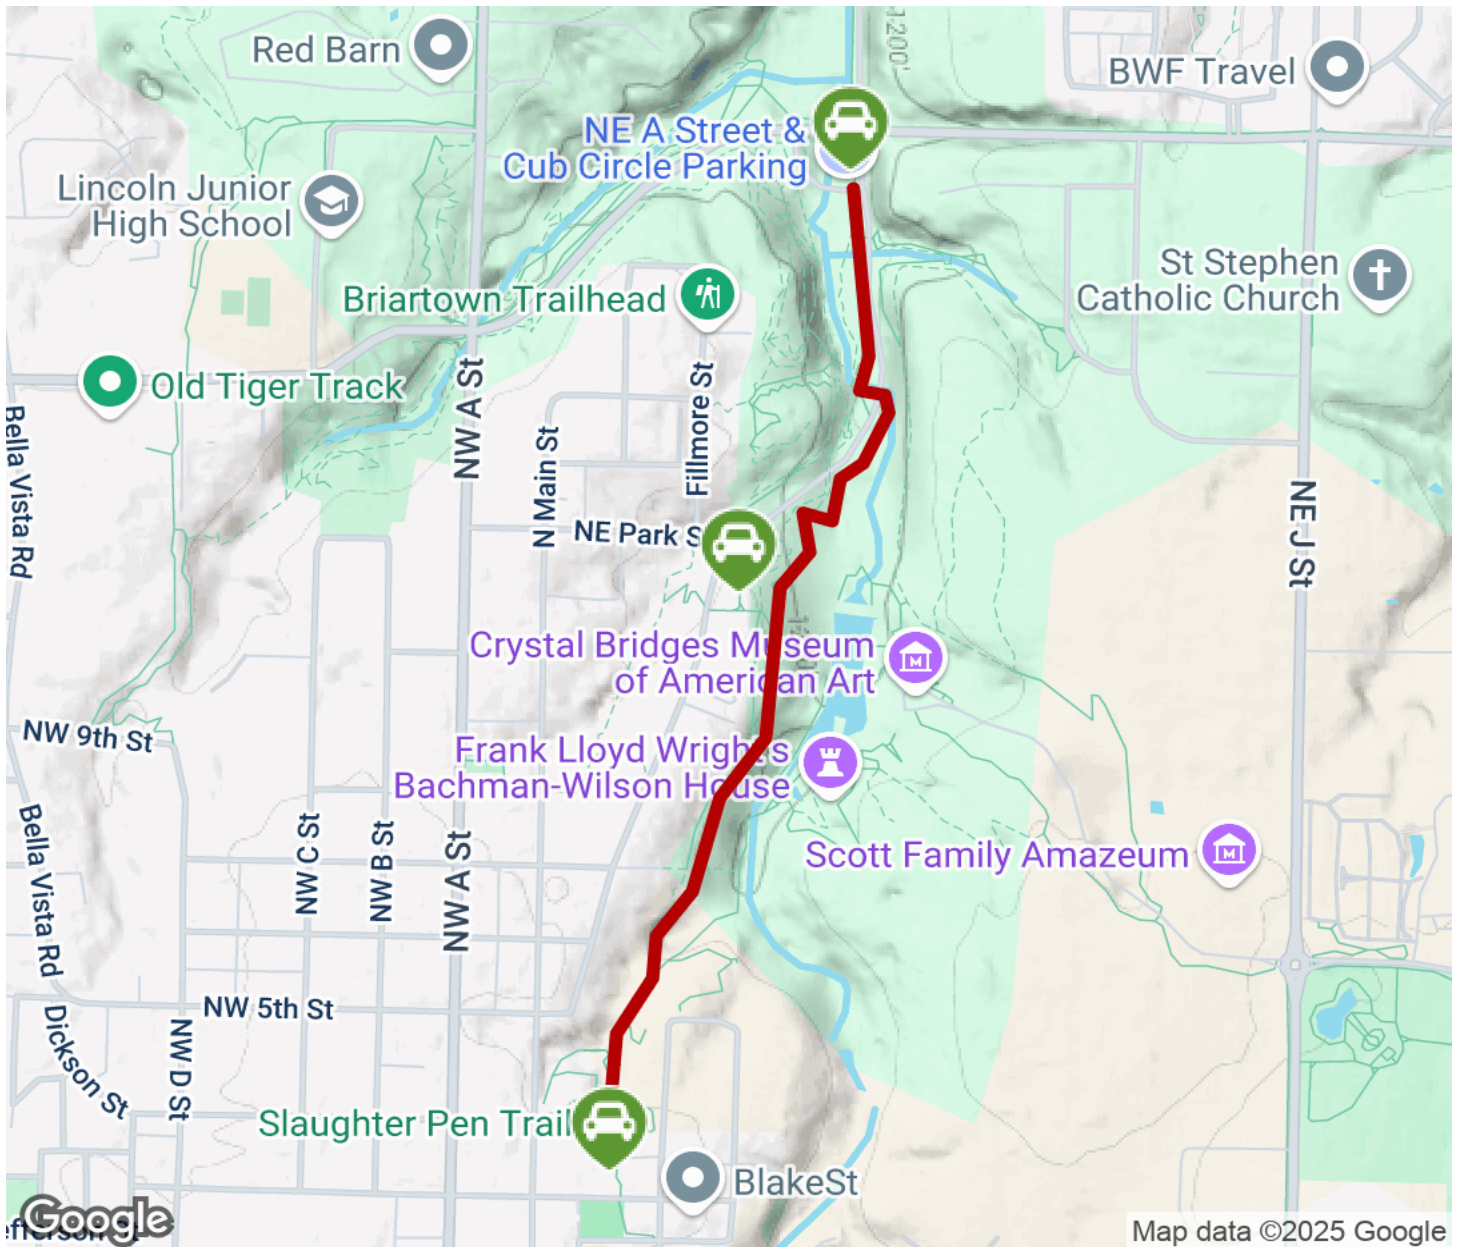 1200'
Red Barn
BWF Travel
NE A Street &
Cub Circle Parking
Lincoln Junior
High School
St Stephen
Catholic Church
Briartown Trailhead
Old Tiger Track
NW A St
Fillmore St
Bella Vista Rd
N Main St
NE J St
NE Park S
Crystal Bridges Museum
of American Art
NW 9th St
Frank Lloyd Wright's
Bachman-Wilson House
Bella Vista Rd
NW C St
NW B St
NW A St
Scott Family Amazeum
NW 5th St
Dickson St
NW D St
Slaughter Pen Trail
BlakeSt
Google
efferson St
Map data ©2025 Google